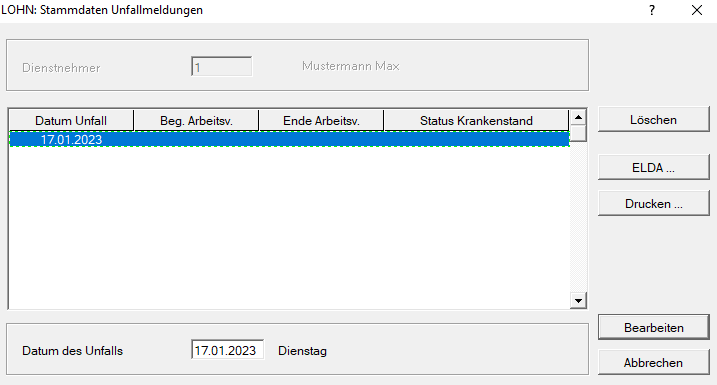 LOHN: Stammdaten Unfallmeldungen ? ×
Dienstnehmer 1 Mustermann Max
Datum Unfall Beg. Arbeitsv. Ende Arbeitsv. Status Krankenstand
17.01.2023
Löschen
ELDA ...
Drucken ...
Bearbeiten
Datum des Unfalls 17.01.2023 Dienstag
Abbrechen